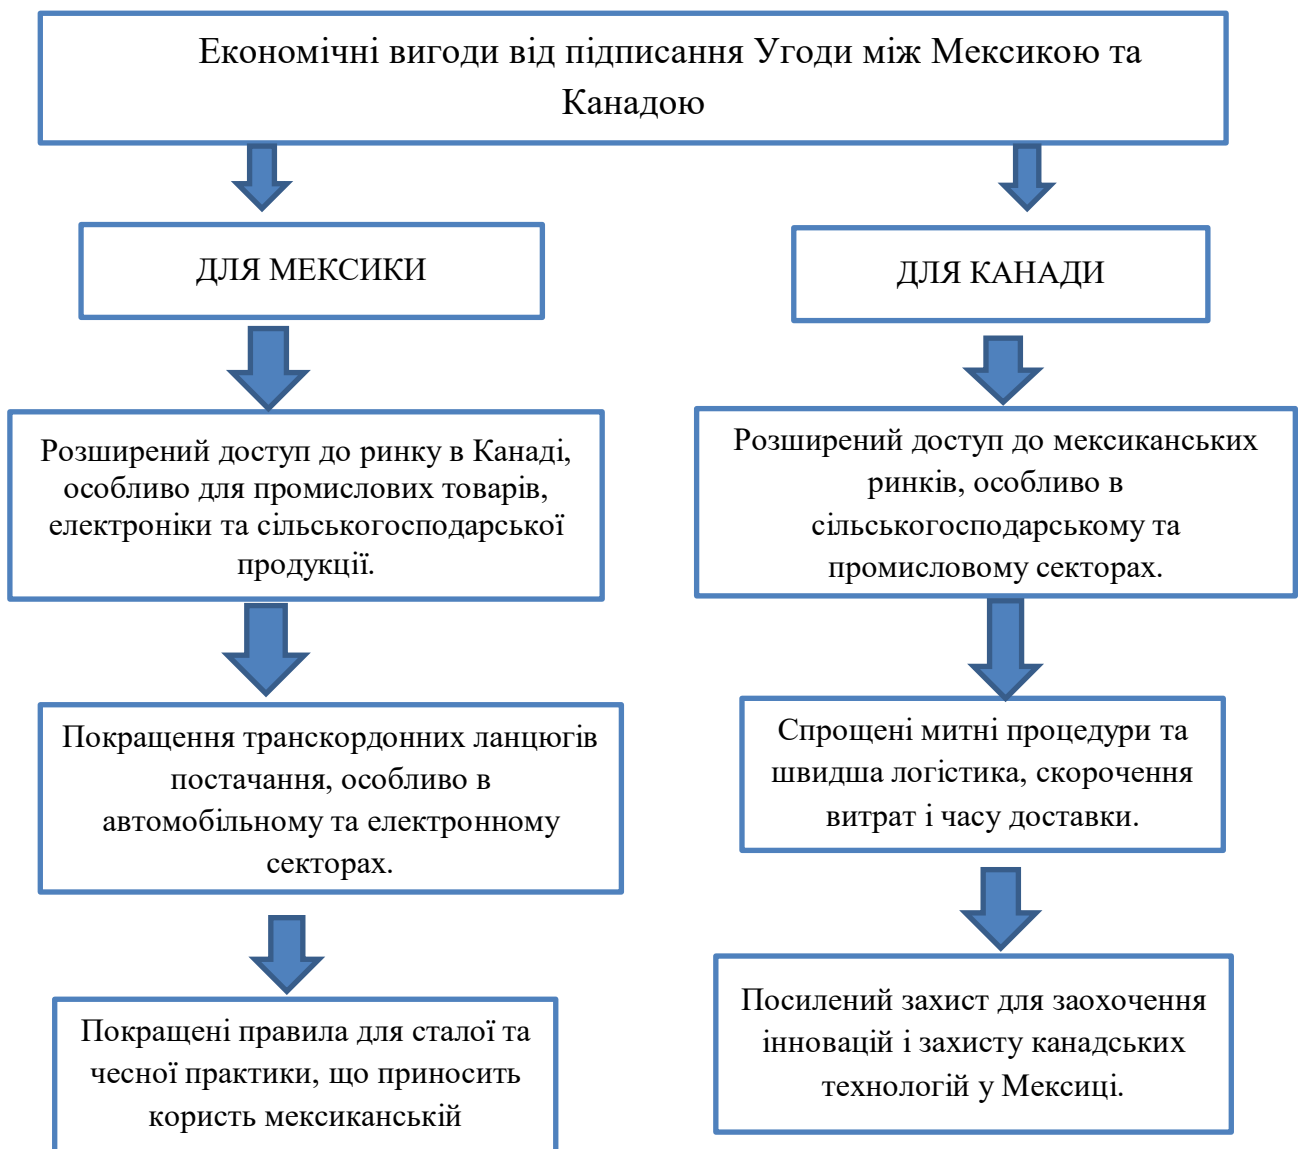 Економічні вигоди від підписання Угоди між Мексикою та
Канадою
ДЛЯ МЕКСИКИ
ДЛЯ КАНАДИ
Розширений доступ до ринку в Канаді,
особливо для промислових товарів,
електроніки та сільськогосподарської
продукції.
Розширений доступ до мексиканських
ринків, особливо в
сільськогосподарському та
промисловому секторах.
Покращення транскордонних ланцюгів
постачання, особливо в
автомобільному та електронному
секторах.
Спрощені митні процедури та
швидша логістика, скорочення
витрат і часу доставки.
Покращені правила для сталої та
чесної практики, що приносить
користь мексиканській
Посилений захист для заохочення
інновацій і захисту канадських
технологій у Мексиці.